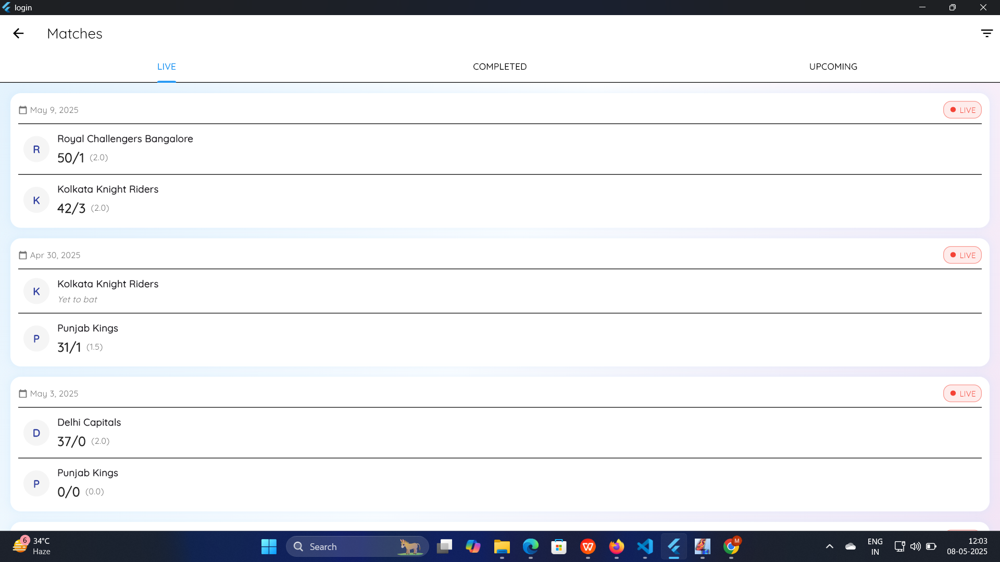 login
Matches
LIVE
COMPLETED
UPCOMING
May 9, 2025
LIVE
R
Royal Challengers Bangalore
50/1 (2.0)
K
Kolkata Knight Riders
42/3 (2.0)
Apr 30, 2025
LIVE
K
Kolkata Knight Riders
Yet to bat
P
Punjab Kings
31/1 (1.5)
May 3, 2025
LIVE
D
Delhi Capitals
37/0 (2.0)
P
Punjab Kings
0/0 (0.0)
6
34°C
Haze
Search
W
M
ENG
IN
12:03
08-05-2025